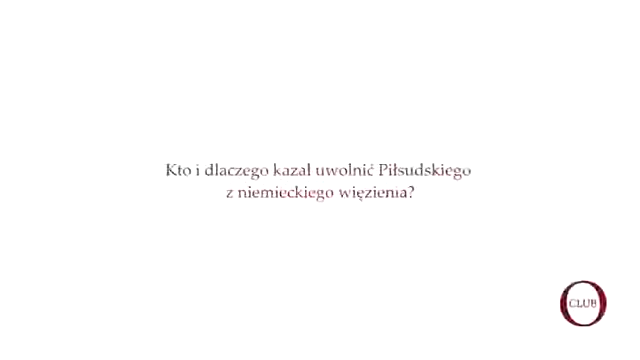 Kto i dlaczego kazał uwolnić Piłsudskiego
z niemieckiego więzienia?
CLUB